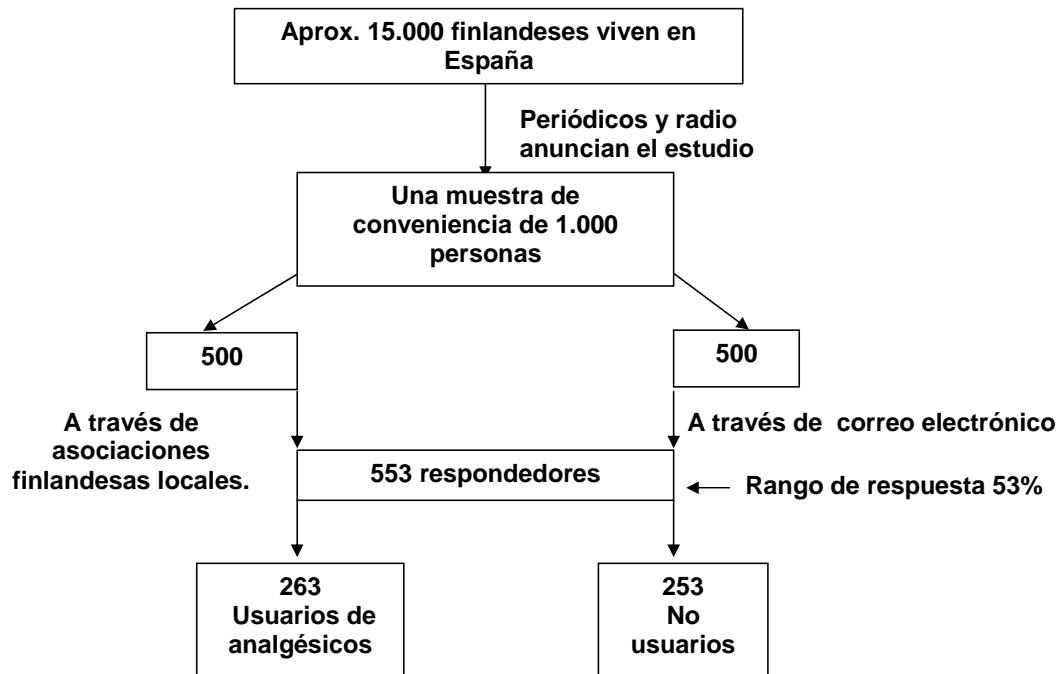 Aprox. 15.000 finlandeses viven en
España
Periódicos y radio
anuncian el estudio
Una muestra de
conveniencia de 1.000
personas
500
500
A través de
asociaciones
finlandesas locales.
A través de correo electrónico
553 respondedores
Rango de respuesta 53%
263
Usuarios de
analgésicos
253
No
usuarios